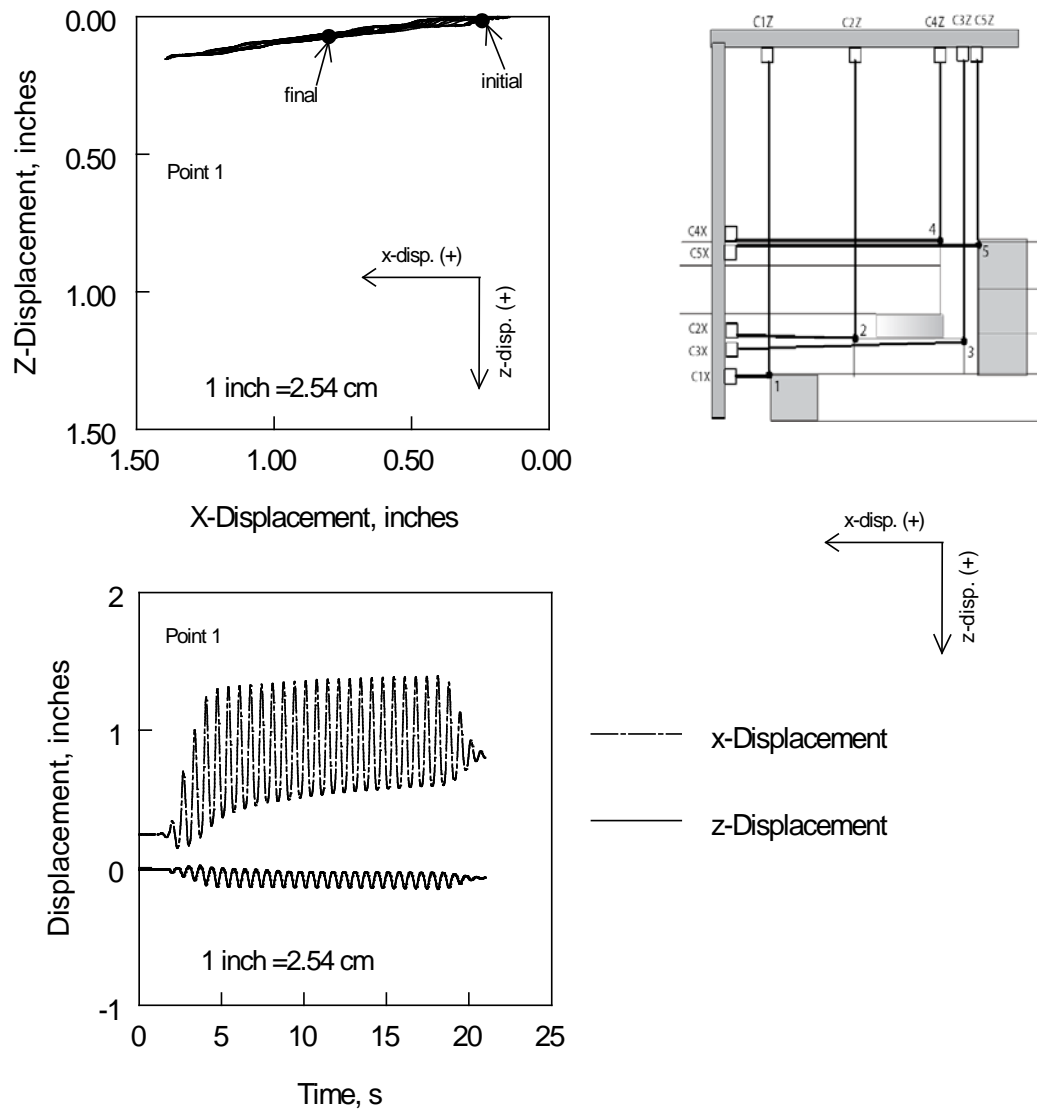 0.00
0.50
1.00
1.50
Z-Displacement, inches
final
initial
Point 1
x-disp. (+)
z-disp. (+)
1 inch =2.54 cm
1.50
1.00
0.50
0.00
X-Displacement, inches
C1Z
C2Z
C4Z
C3Z
C5Z
C4X
C5X
C2X
C3X
C1X
4
5
2
3
1
x-disp. (+)
z-disp. (+)
2
1
0
-1
Displacement, inches
Point 1
1 inch =2.54 cm
0
5
10
15
20
25
Time, s
x-Displacement
z-Displacement